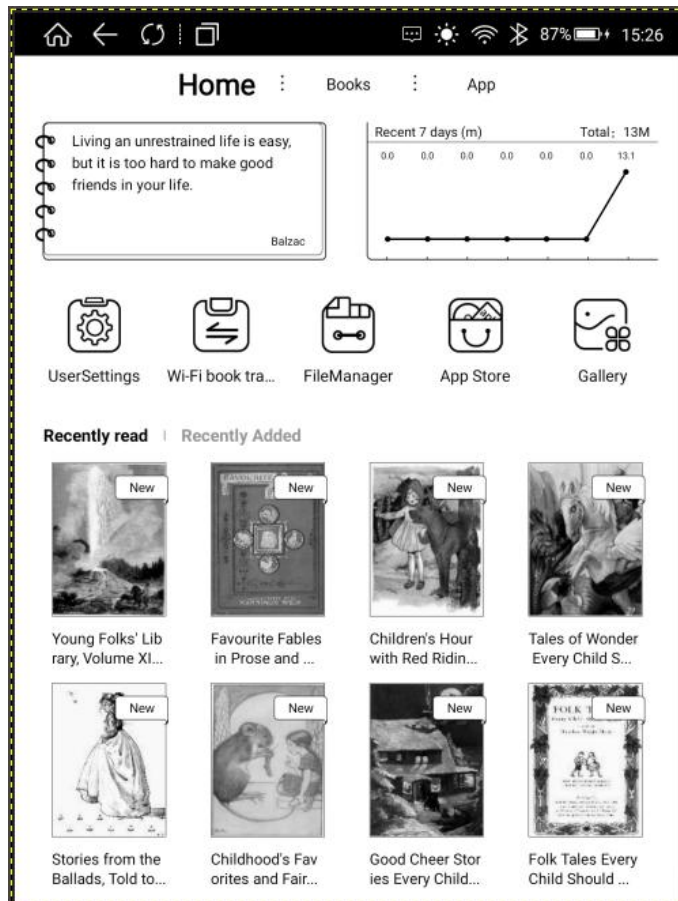 87% 15:26
Home Books App
Living an unrestrained life is easy,
but it is too hard to make good
friends in your life.
Balzac
Recent 7 days (m) Total: 13M
0.0 0.0 0.0 0.0 0.0 0.0 13.1
UserSettings Wi-Fi book tra... FileManager App Store Gallery
Recently read Recently Added
New New New New
FAVOURITE
Young Folks' Lib
rary, Volume XI...
Favourite Fables
in Prose and ...
Children's Hour
with Red Ridin...
Tales of Wonder
Every Child S...
New New New New
FOLK T
Stories from the
Ballads, Told to...
Childhood's Fav
orites and Fair...
Good Cheer Stor
ies Every Child...
Folk Tales Every
Child Should ...